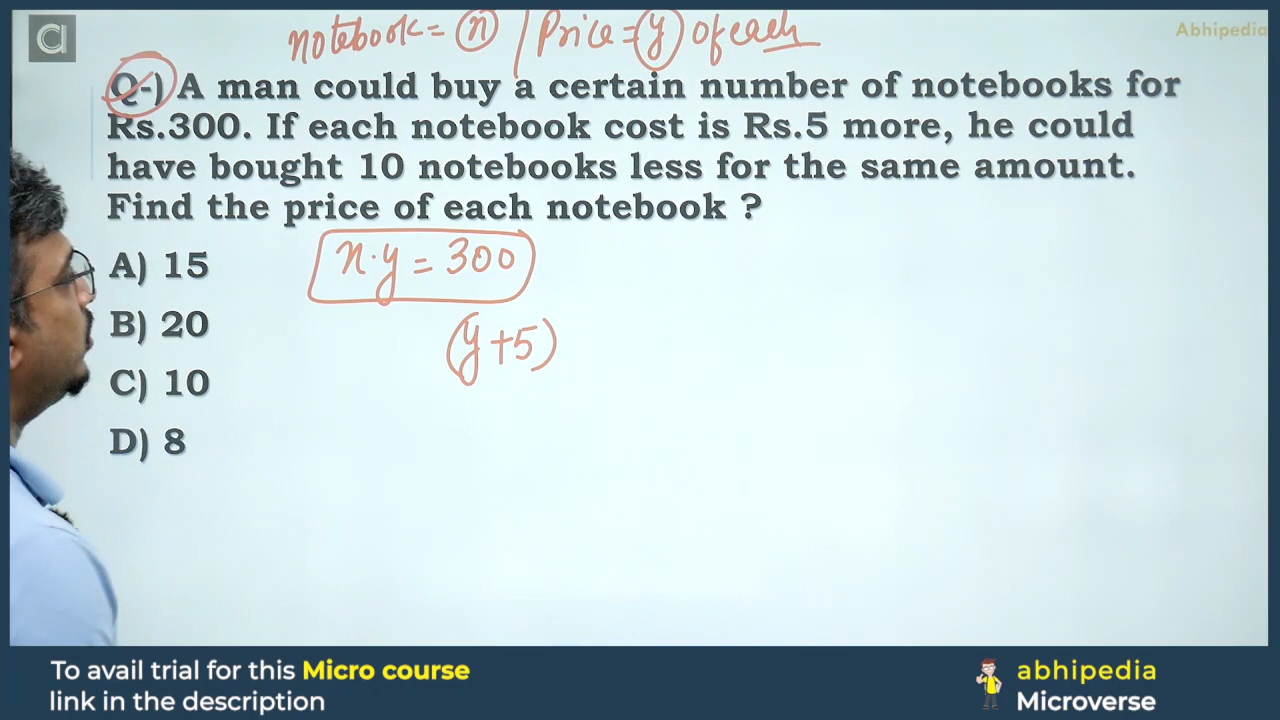 notebook = x / Price = y of each
Abhipedia
Q-) A man could buy a certain number of notebooks for
Rs.300. If each notebook cost is Rs.5 more, he could
have bought 10 notebooks less for the same amount.
Find the price of each notebook ?
A) 15
x.y = 300
B) 20
(y+5)
C) 10
D) 8
To avail trial for this Micro course
link in the description
abhipedia
Microverse